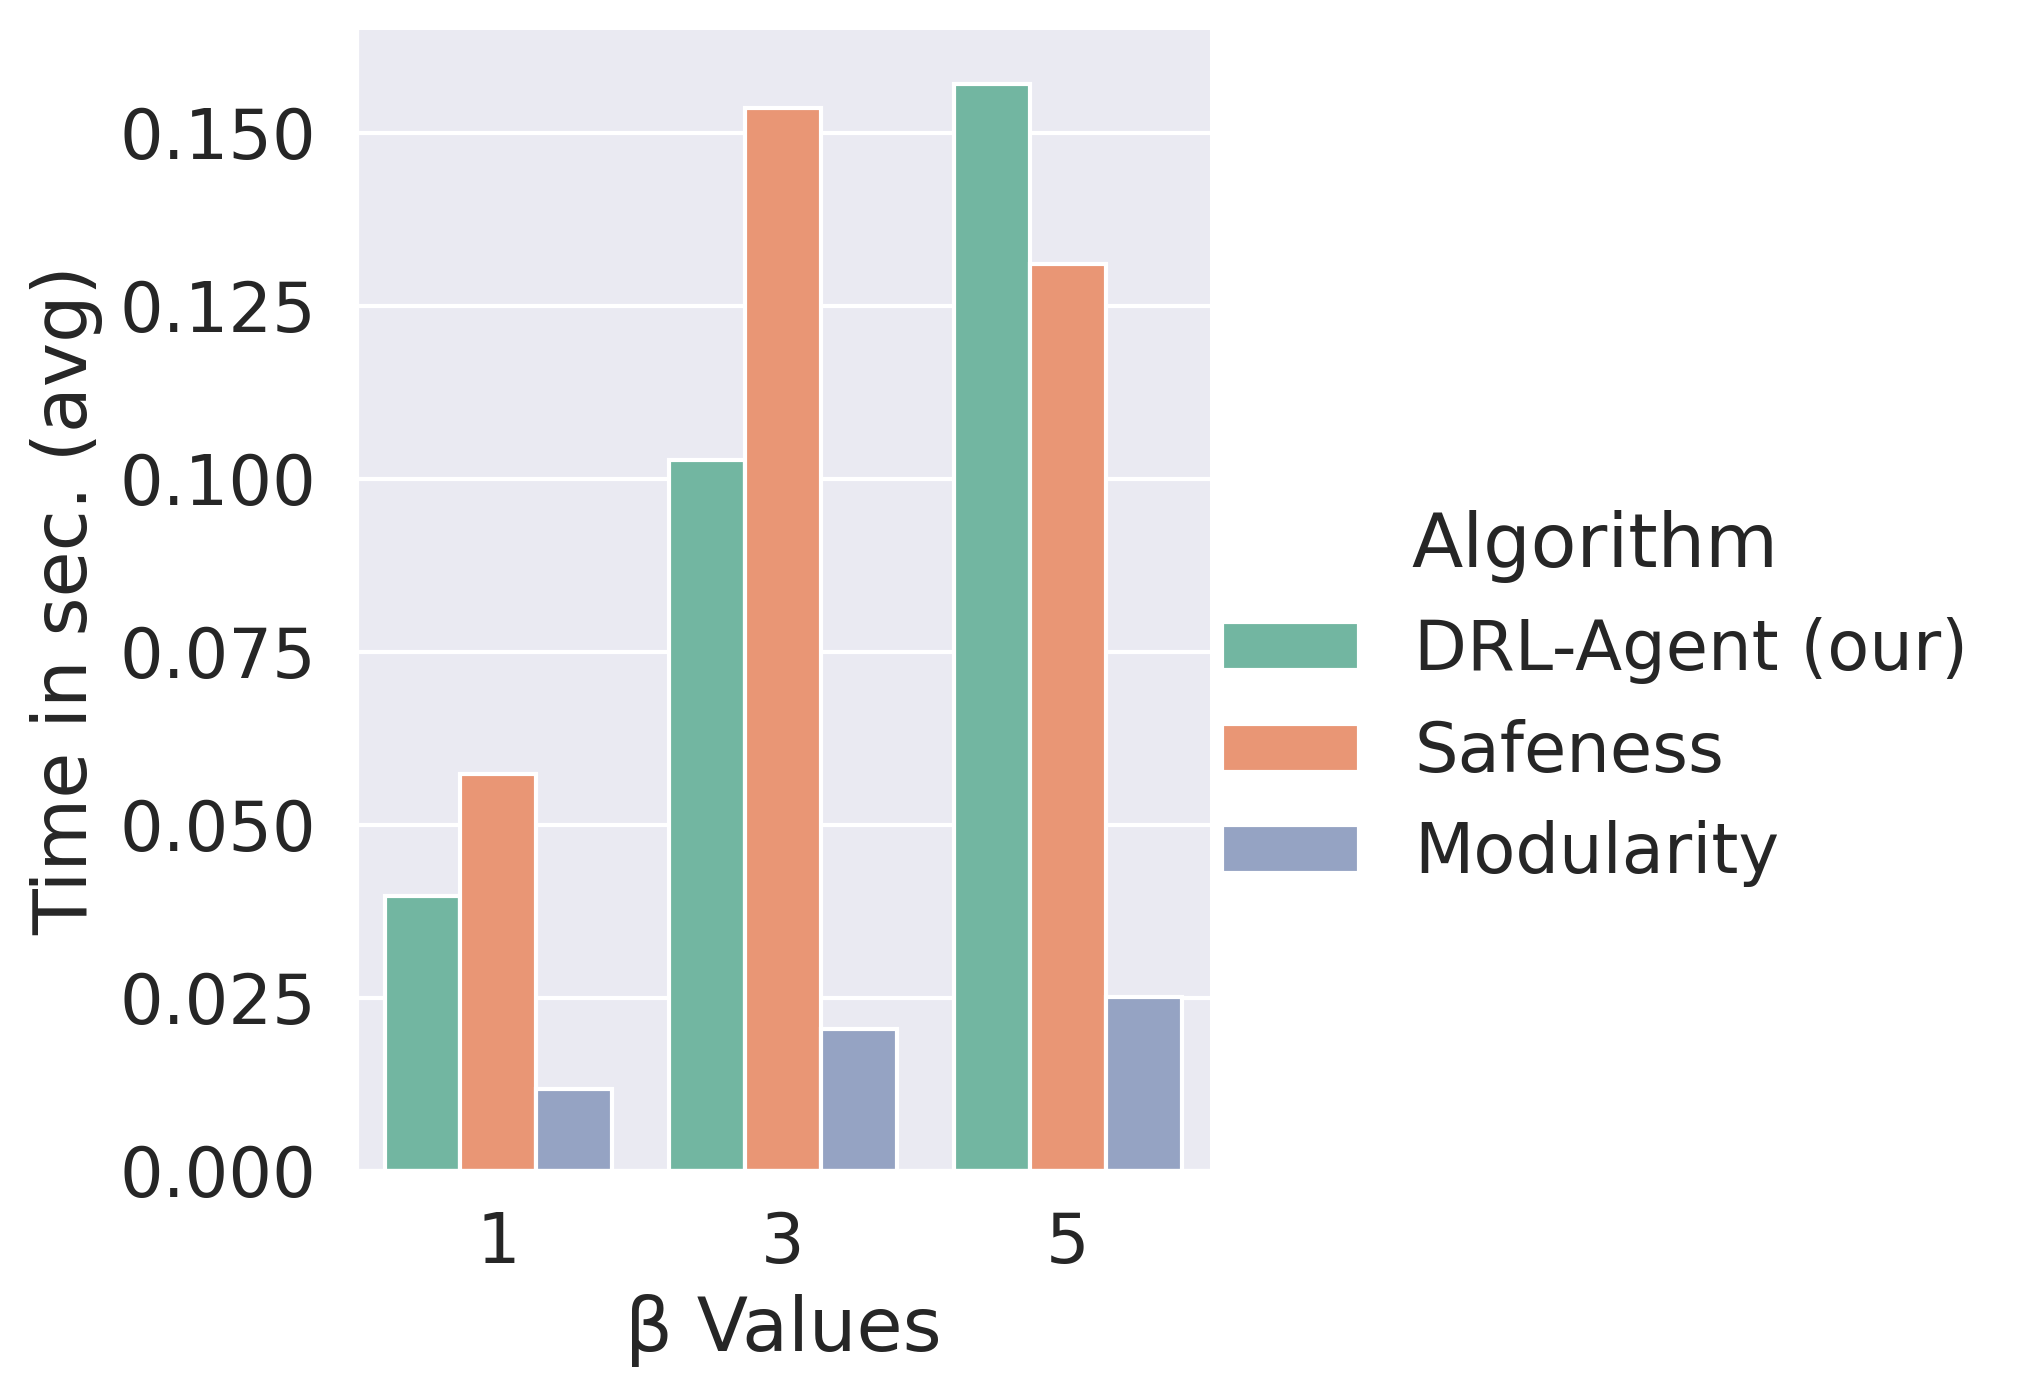 0.150
0.125
0.100
0.075
0.050
0.025
0.000
Time in sec. (avg)
1 3 5
β Values
Algorithm
DRL-Agent (our)
Safeness
Modularity